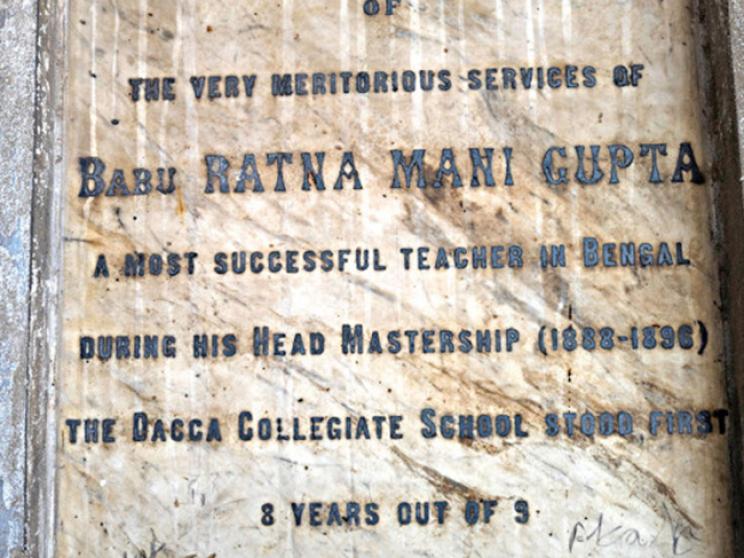 OF
THE VERY MERITORIOUS SERVICES OF
BABU RATNA MANI GUPTA
A MOST SUCCESSFUL TEACHER IN BENGAL
DURING HIS HEAD MASTERSHIP (1888-1896)
THE DACCA COLLEGIATE SCHOOL STOOD FIRST
8 YEARS OUT OF 9